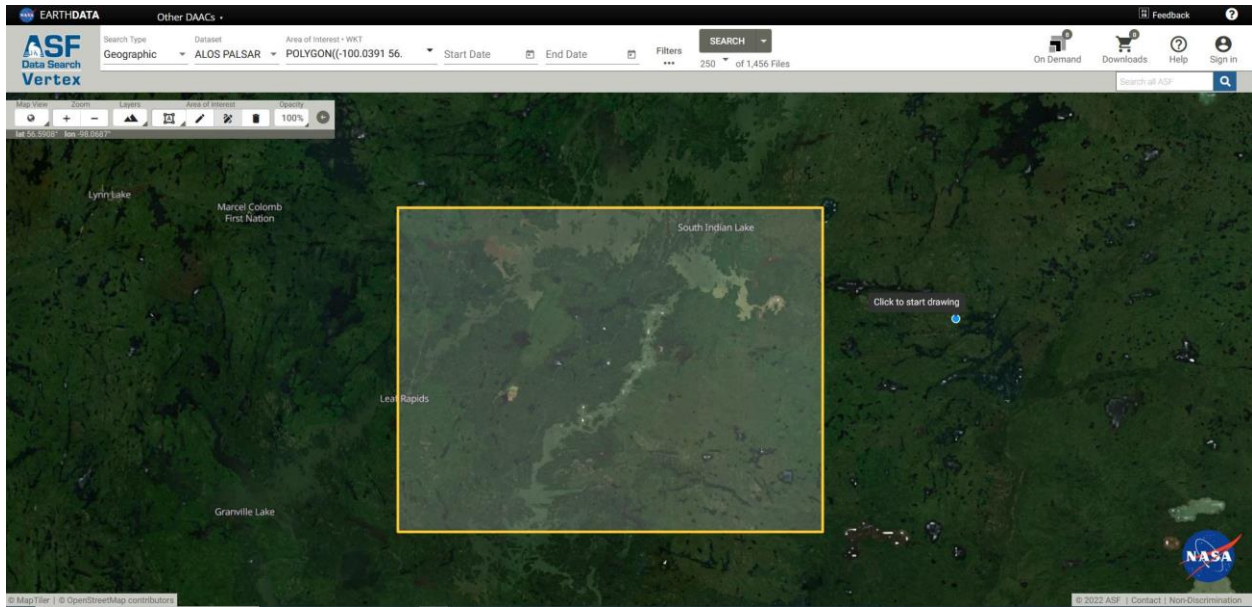 EARTHDATA
Other DAACs
Feedback
ASF
Data Search
Vertex
Search Type
Geographic
Dataset
ALOS PALSAR
Area of Interest • WKT
POLYGON((-100.0391 56.
Start Date
End Date
Filters
•••
SEARCH
250 of 1,456 Files
0
On Demand
0
Downloads
Help
Sign in
Search all ASF
Map View
Zoom
Layers
Area of Interest
Opacity
100%
lat 56.5908° lon -98.0687°
Lynn Lake
Marcel Colomb
First Nation
South Indian Lake
Click to start drawing
Leaf Rapids
Granville Lake
NASA
© MapTiler | © OpenStreetMap contributors
© 2022 ASF | Contact | Non-Discrimination